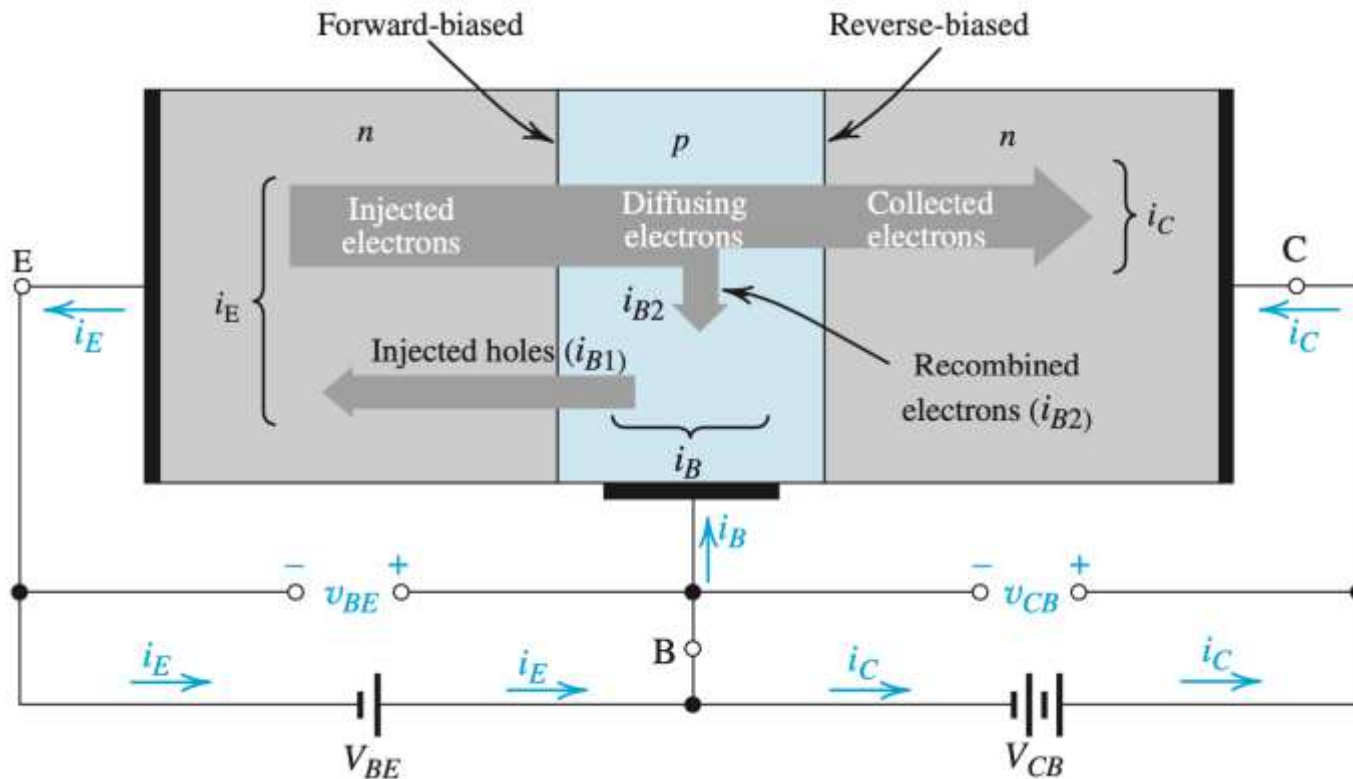 Forward-biased
Reverse-biased
n
p
n
Injected
electrons
Diffusing
electrons
Collected
electrons
i_C
E
C
i_E
i_B2
i_E
i_C
Injected holes (i_B1)
Recombined
electrons (i_B2)
i_B
i_B
− v_BE +
− v_CB +
B
i_E
i_E
i_C
i_C
V_BE
V_CB